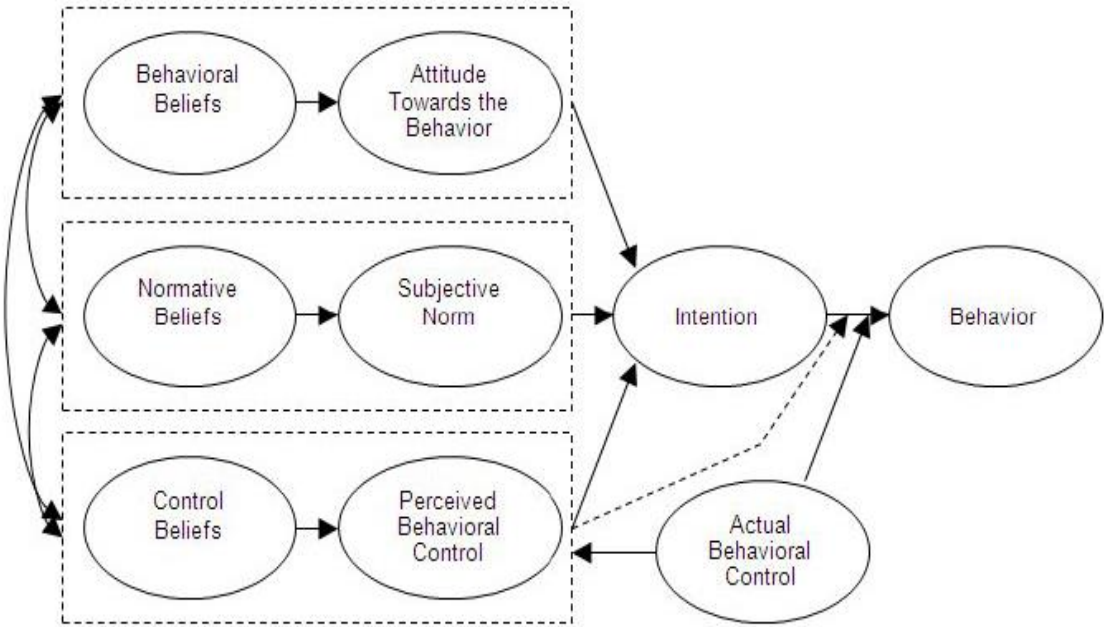 Behavioral
Beliefs
Attitude
Towards the
Behavior
Normative
Beliefs
Subjective
Norm
Intention
Behavior
Control
Beliefs
Perceived
Behavioral
Control
Actual
Behavioral
Control